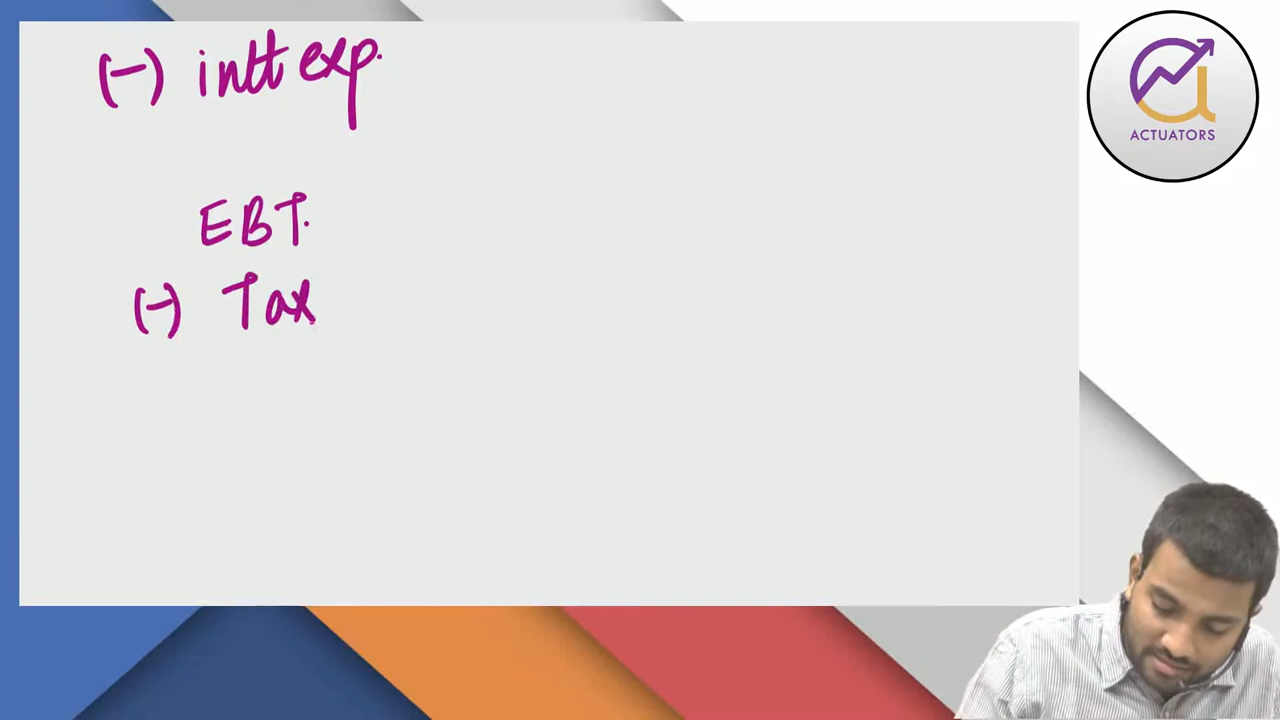 (-) intt exp.
EBT.
(-) Tax
ACTUATORS